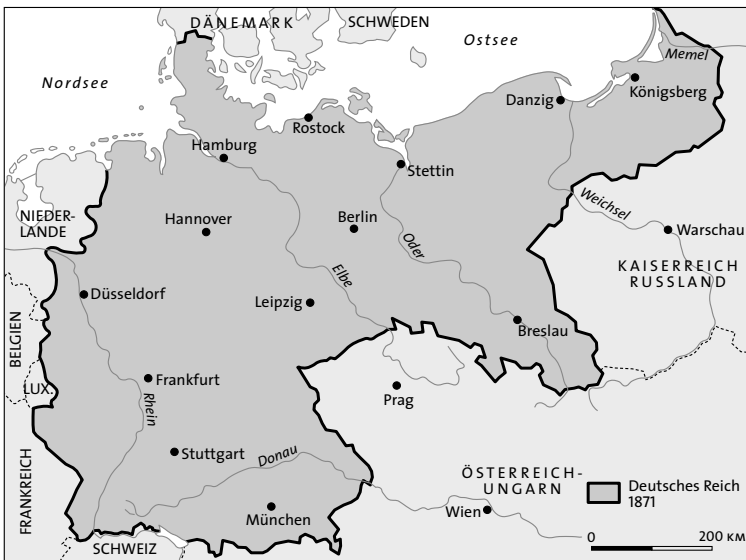 DÄNEMARK
SCHWEDEN
Ostsee
Nordsee
Memel
Königsberg
Danzig
Rostock
Hamburg
Stettin
NIEDER-
LANDE
Hannover
Berlin
Oder
Weichsel
Warschau
KAISERREICH
RUSSLAND
Elbe
Düsseldorf
Leipzig
Breslau
BELGIEN
LUX.
Frankfurt
Rhein
Prag
Stuttgart
Donau
FRANKREICH
ÖSTERREICH-
UNGARN
Deutsches Reich
1871
München
Wien
SCHWEIZ
0 200 KM